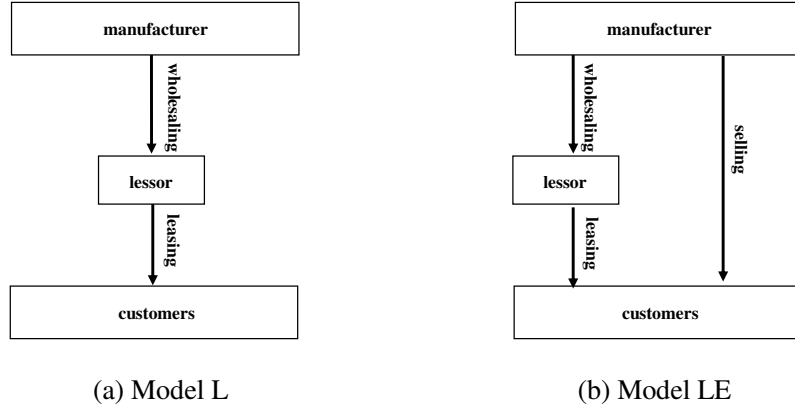 manufacturer
wholesaling
lessor
leasing
customers
(a) Model L
manufacturer
wholesaling
selling
lessor
leasing
customers
(b) Model LE